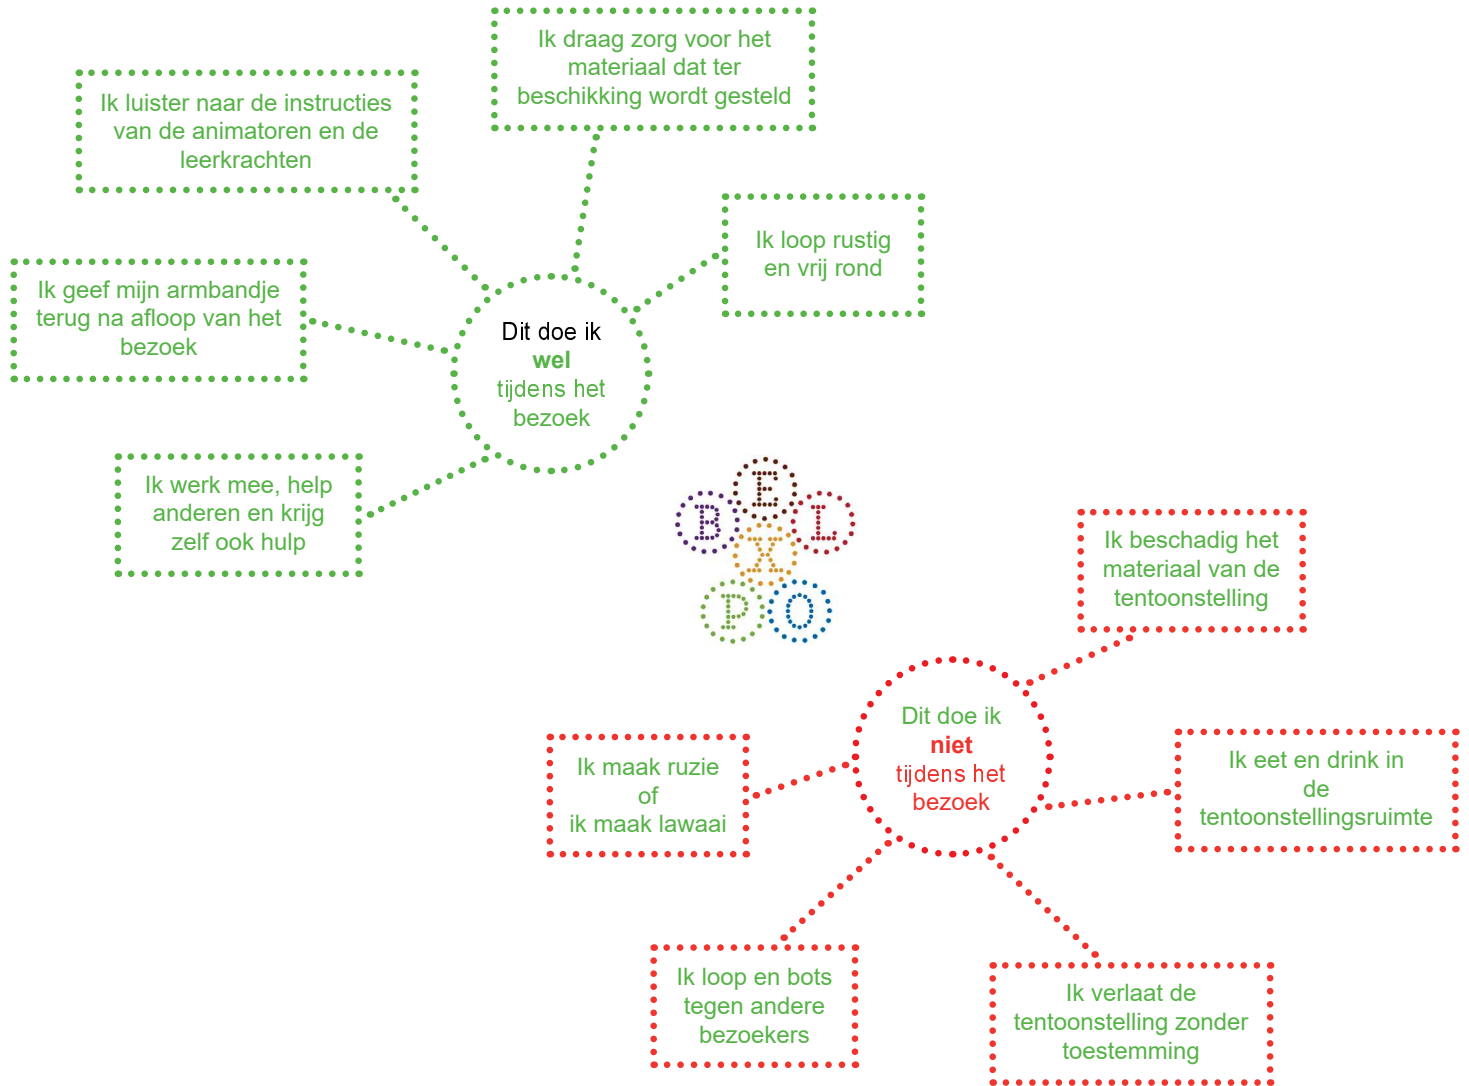 Ik draag zorg voor het
materiaal dat ter
beschikking wordt gesteld
Ik luister naar de instructies
van de animatoren en de
leerkrachten
Ik loop rustig
en vrij rond
Ik geef mijn armbandje
terug na afloop van het
bezoek
Dit doe ik
wel
tijdens het
bezoek
Ik werk mee, help
anderen en krijg
zelf ook hulp
BEL
X
PO
Ik beschadig het
materiaal van de
tentoonstelling
Dit doe ik
niet
tijdens het
bezoek
Ik maak ruzie
of
ik maak lawaai
Ik eet en drink in
de
tentoonstellingsruimte
Ik loop en bots
tegen andere
bezoekers
Ik verlaat de
tentoonstelling zonder
toestemming